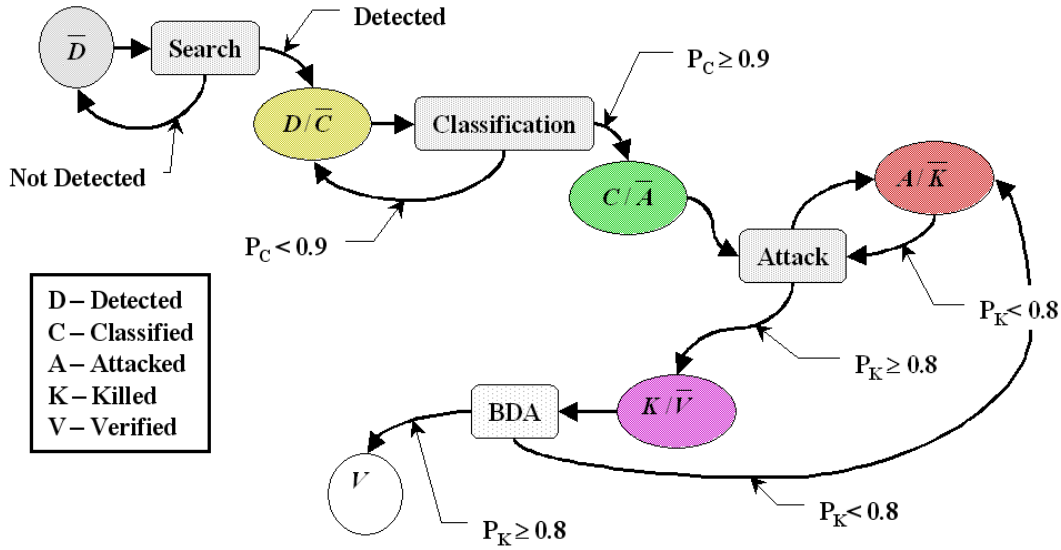 Detected
D̅
Search
P_C ≥ 0.9
D/C̅
Classification
Not Detected
C/A̅
A/K̅
P_C < 0.9
Attack
D – Detected
C – Classified
A – Attacked
K – Killed
V – Verified
P_K < 0.8
P_K ≥ 0.8
BDA
K/V̅
V
P_K ≥ 0.8
P_K < 0.8